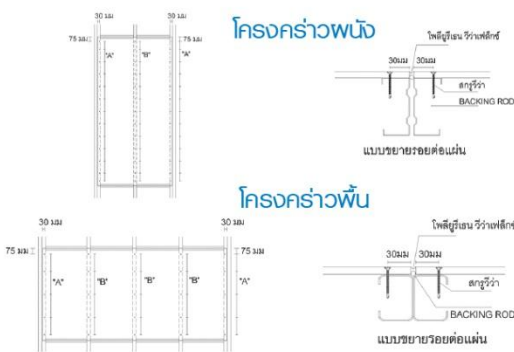 โครงคร่าวผนัง
30 มม
30 มม
75 มม
75 มม
"A"
"B"
"A"
โพลียูรีเธน วีว่าเฟล็กซ์
30มม 30มม
สกรูวีว่า
BACKING ROD
แบบขยายรอยต่อแผ่น
โครงคร่าวพื้น
30 มม
30 มม
75 มม
75 มม
"A"
"B"
"B"
"B"
"A"
โพลียูรีเธน วีว่าเฟล็กซ์
30มม 30มม
สกรูวีว่า
BACKING ROD
แบบขยายรอยต่อแผ่น